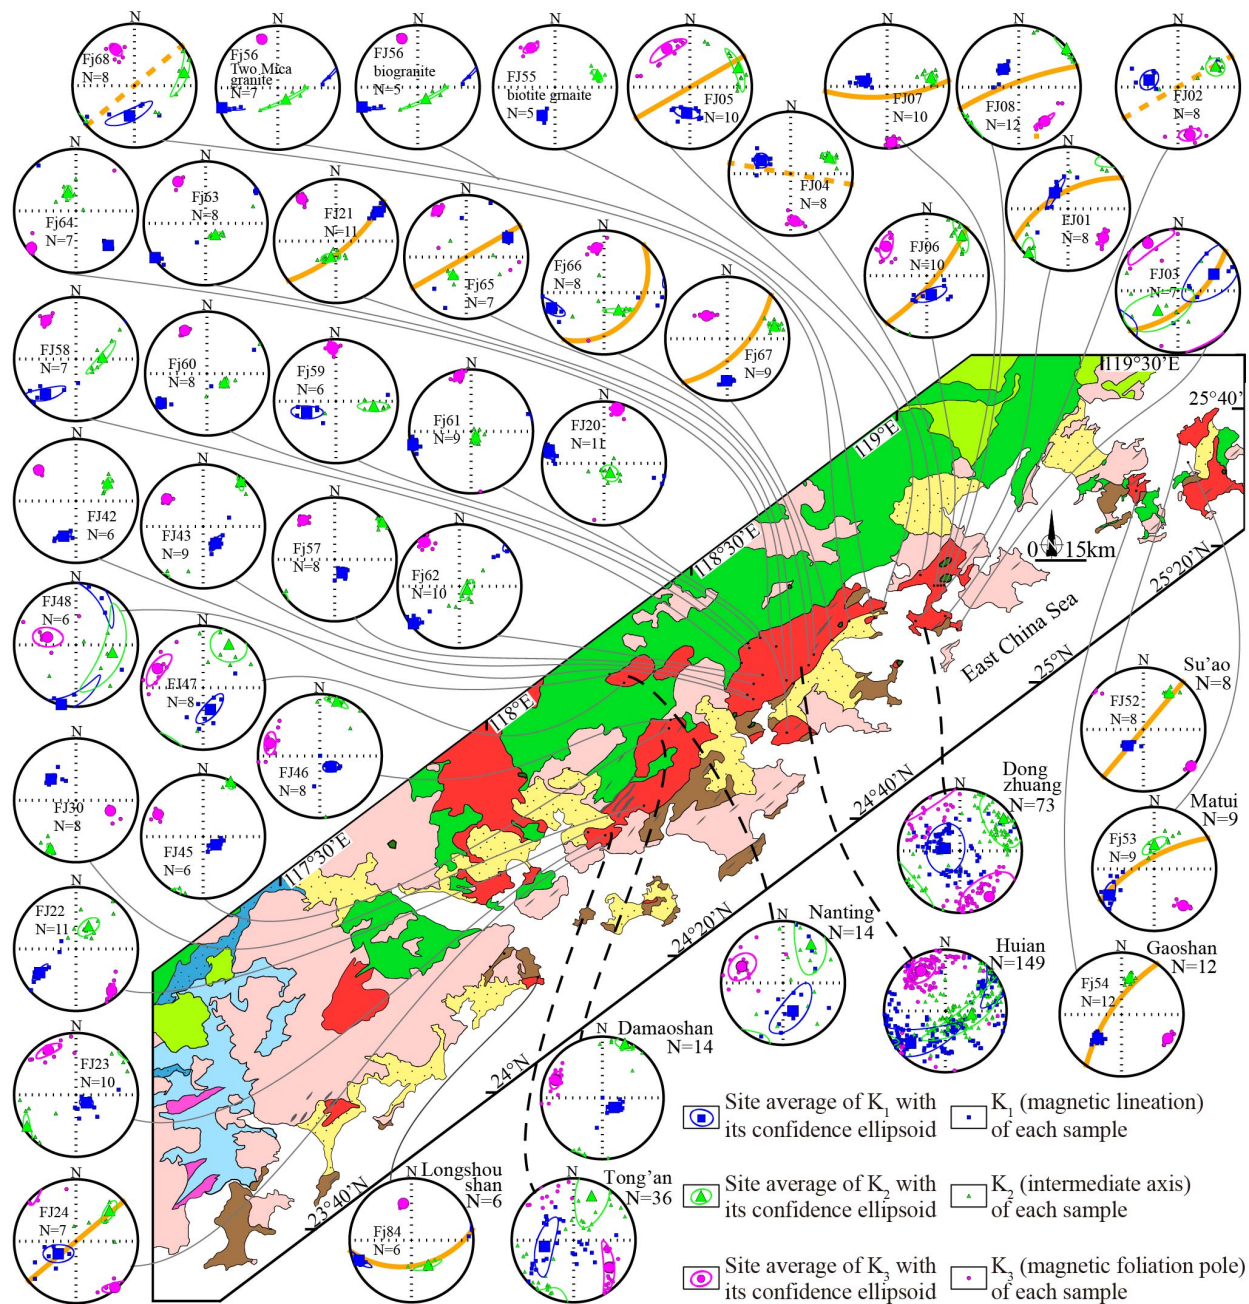 N
Fj68
N=8
N
Fj56
Two Mica
granite
N=7
N
FJ56
biogranite
N=5
N
FJ55
biotite grnaite
N=5
N
FJ05
N=10
N
FJ07
N=10
N
FJ08
N=12
N
FJ02
N=8
N
FJ04
N=8
N
FJ01
N=8
N
Fj64
N=7
N
Fj63
N=8
N
FJ21
N=11
N
Fj65
N=7
N
Fj66
N=8
N
Fj67
N=9
N
FJ06
N=10
N
FJ03
N=7
N
FJ58
N=7
N
Fj60
N=8
N
Fj59
N=6
N
Fj61
N=9
N
FJ20
N=11
N
FJ42
N=6
N
FJ43
N=9
N
Fj57
N=8
N
Fj62
N=10
N
FJ48
N=6
N
FJ47
N=8
N
FJ46
N=8
N
FJ30
N=8
N
FJ45
N=6
N
FJ22
N=11
N
FJ23
N=10
N
FJ24
N=7
119°30'E
25°40'
119°E
118°30'E
118°E
117°30'E
N
0 15km
25°20'N
East China Sea
25°N
24°40'N
24°20'N
24°N
23°40'N
Su'ao
N=8
N
FJ52
N=8
Dong
zhuang
N=73
N
Matui
N=9
N
Fj53
N=9
Nanting
N=14
N
Huian
N=149
N
Gaoshan
N=12
N
Fj54
N=12
Damaoshan
N=14
N
Longshou
shan
N=6
N
Fj84
N=6
Tong'an
N=36
N
Site average of K1 with
its confidence ellipsoid
K1 (magnetic lineation)
of each sample
Site average of K2 with
its confidence ellipsoid
K2 (intermediate axis)
of each sample
Site average of K3 with
its confidence ellipsoid
K3 (magnetic foliation pole)
of each sample